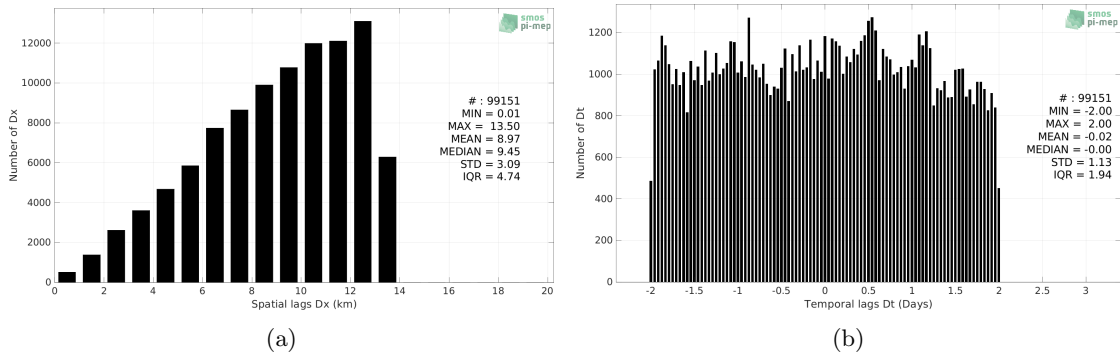 smos
pi-mep
12000
10000
8000
6000
4000
2000
0
Number of Dx
# : 99151
MIN = 0.01
MAX = 13.50
MEAN = 8.97
MEDIAN = 9.45
STD = 3.09
IQR = 4.74
0 2 4 6 8 10 12 14 16 18 20
Spatial lags Dx (km)
(a)
smos
pi-mep
1200
1000
800
600
400
200
0
Number of Dt
# : 99151
MIN = -2.00
MAX = 2.00
MEAN = -0.02
MEDIAN = -0.00
STD = 1.13
IQR = 1.94
-2 -1.5 -1 -0.5 0 0.5 1 1.5 2 2.5 3
Temporal lags Dt (Days)
(b)